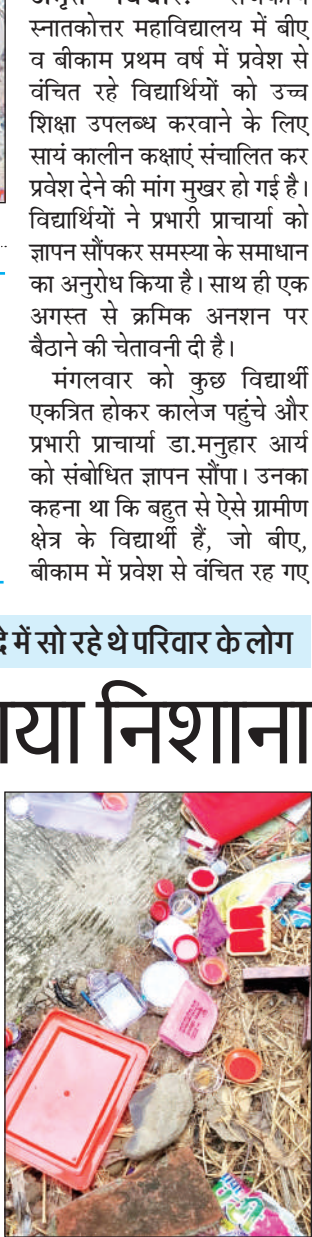 स्नातकोत्तर महाविद्यालय में बीए
व बीकाम प्रथम वर्ष में प्रवेश से
वंचित रहे विद्यार्थियों को उच्च
शिक्षा उपलब्ध करवाने के लिए
सायं कालीन कक्षाएं संचालित कर
प्रवेश देने की मांग मुखर हो गई है।
विद्यार्थियों ने प्रभारी प्राचार्या को
ज्ञापन सौंपकर समस्या के समाधान
का अनुरोध किया है। साथ ही एक
अगस्त से क्रमिक अनशन पर
बैठाने की चेतावनी दी है।
मंगलवार को कुछ विद्यार्थी
एकत्रित होकर कालेज पहुंचे और
प्रभारी प्राचार्या डा.मनुहार आर्य
को संबोधित ज्ञापन सौंपा। उनका
कहना था कि बहुत से ऐसे ग्रामीण
क्षेत्र के विद्यार्थी हैं, जो बीए,
बीकाम में प्रवेश से वंचित रह गए
में सो रहे थे परिवार के लोग
निशाना